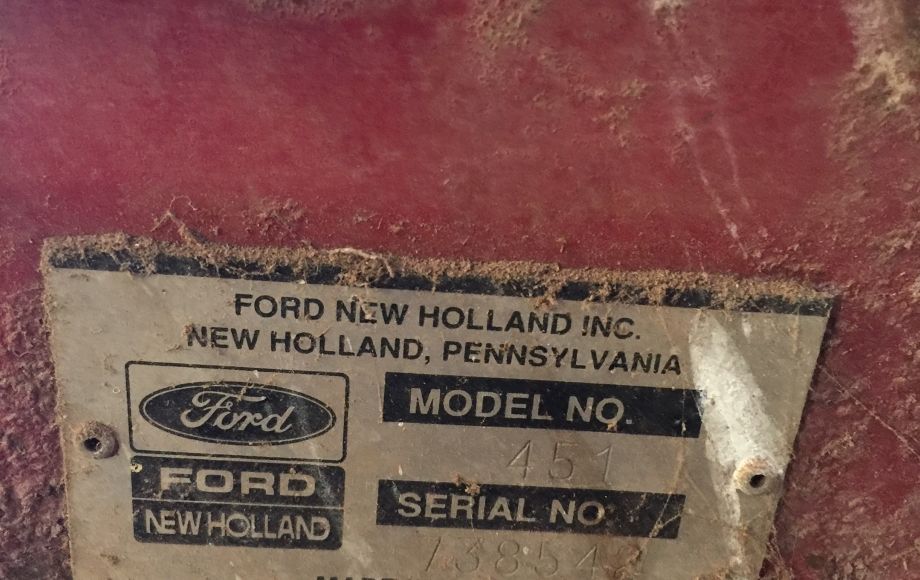 FORD NEW HOLLAND INC.
NEW HOLLAND, PENNSYLVANIA
Ford
FORD
NEW HOLLAND
MODEL NO.
451
SERIAL NO.